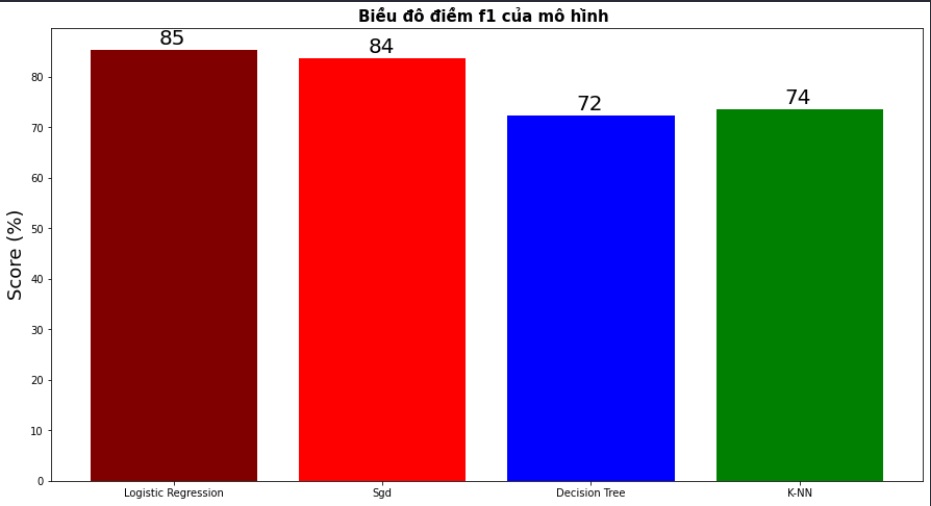 Biểu đồ điểm f1 của mô hình
85
84
72
74
Score (%)
80
70
60
50
40
30
20
10
0
Logistic Regression
Sgd
Decision Tree
K-NN